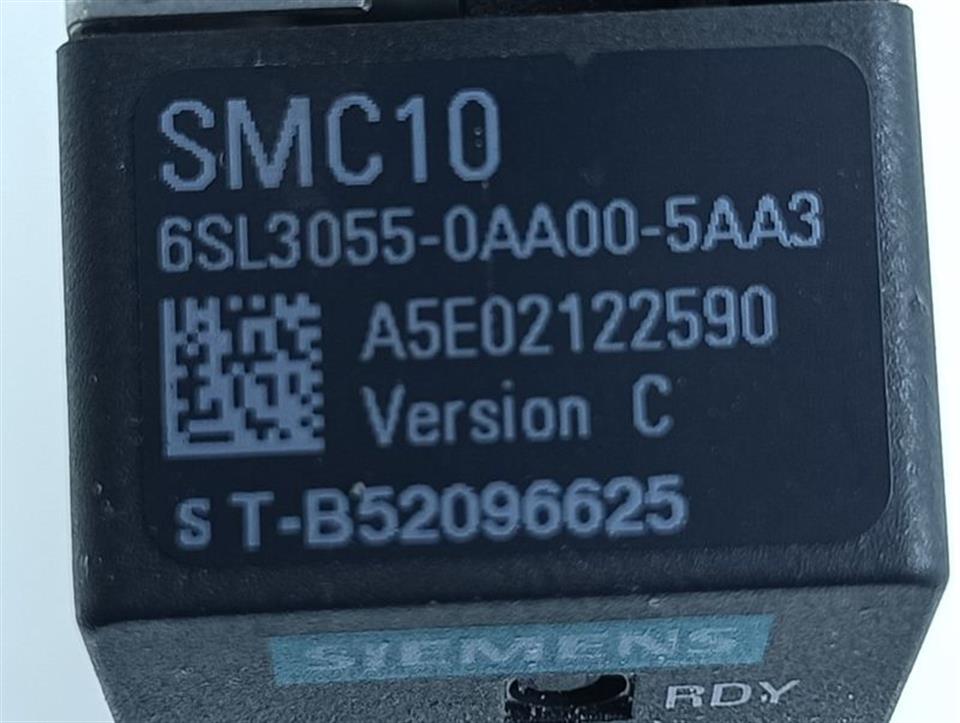 SMC10
6SL3055-0AA00-5AA3
A5E02122590
Version C
S T-B52096625
SIEMENS
RDY